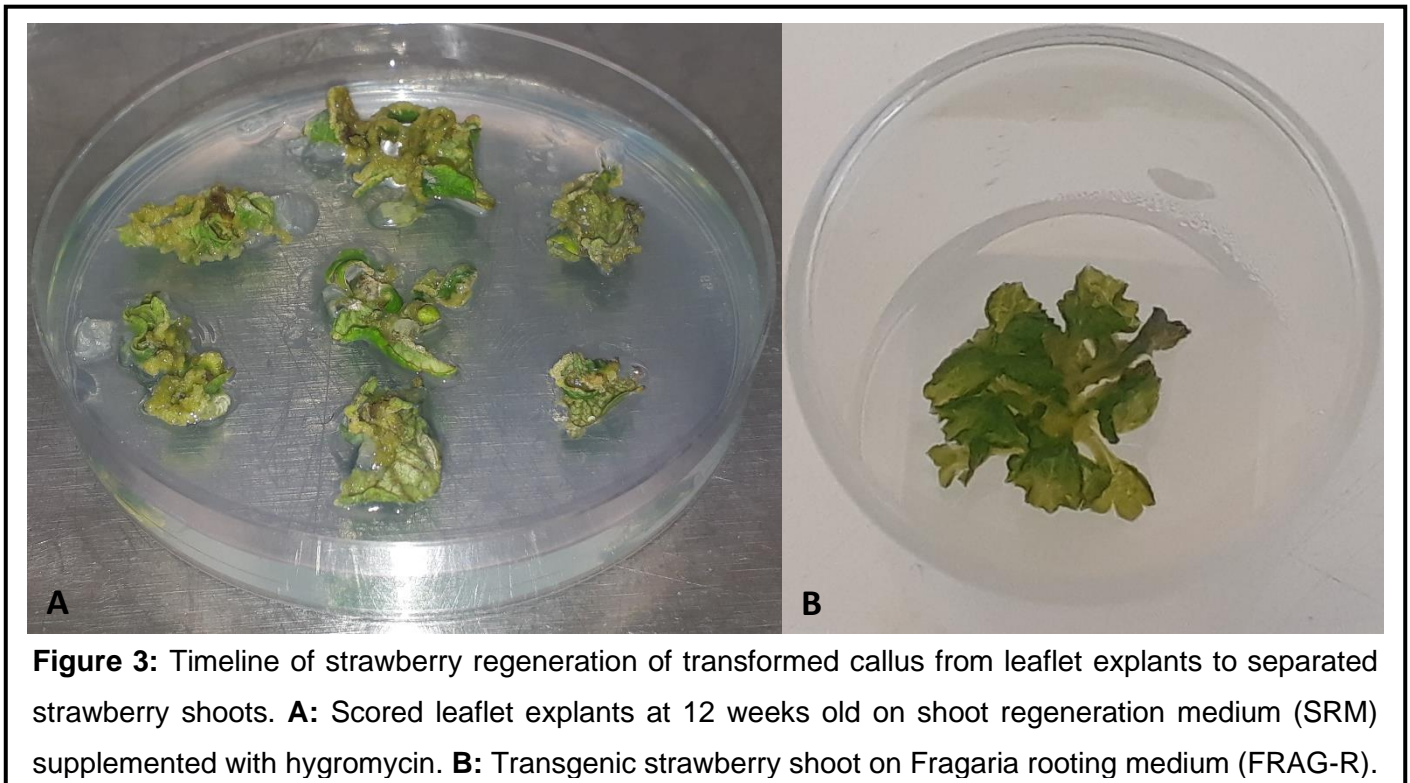 A
B
Figure 3: Timeline of strawberry regeneration of transformed callus from leaflet explants to separated
strawberry shoots. A: Scored leaflet explants at 12 weeks old on shoot regeneration medium (SRM)
supplemented with hygromycin. B: Transgenic strawberry shoot on Fragaria rooting medium (FRAG-R).